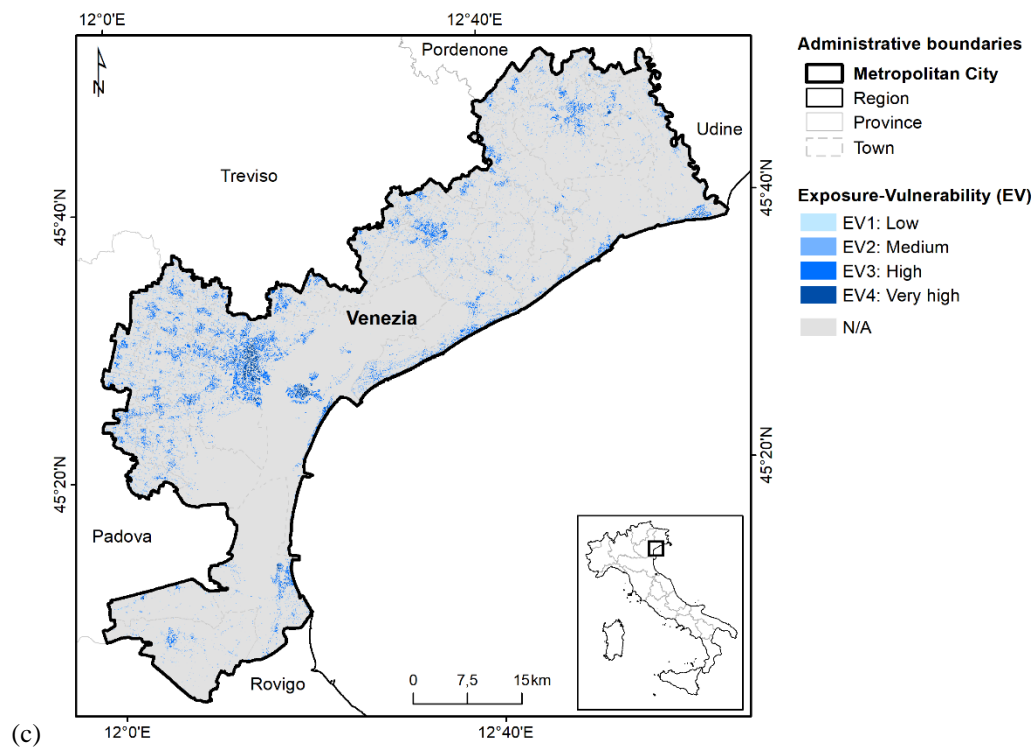 12°0'E
12°40'E
Pordenone
N
Udine
Treviso
45°40'N
45°40'N
Venezia
45°20'N
45°20'N
Padova
Rovigo
0 7,5 15 km
12°0'E
12°40'E
(c)
Administrative boundaries
Metropolitan City
Region
Province
Town
Exposure-Vulnerability (EV)
EV1: Low
EV2: Medium
EV3: High
EV4: Very high
N/A